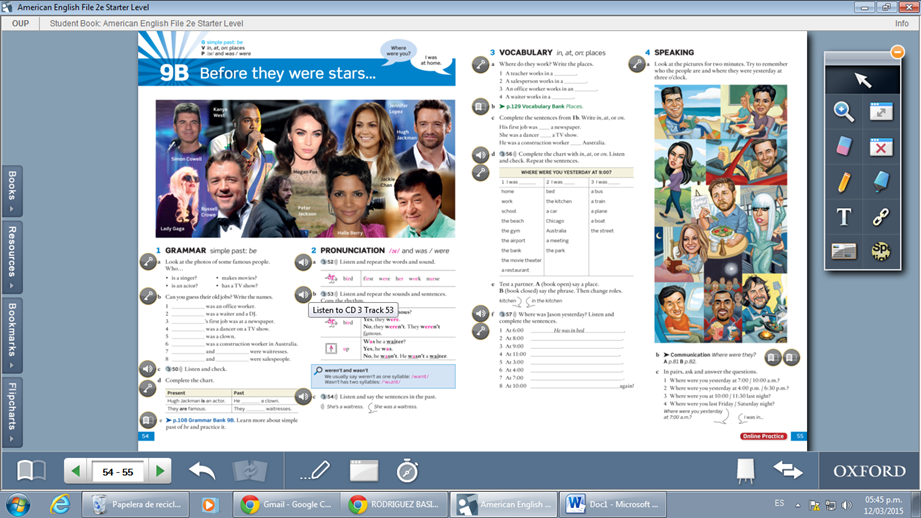 American English File 2e Starter Level
OUP
Student Book: American English File 2e Starter Level
Info
Books
Resources
Bookmarks
Flipcharts
G simple past: be
V in, at, on: places
P /ər/ and was / were
Where were you?
I was at home.
9B Before they were stars...
Simon Cowell
Kanye West
Megan Fox
Jennifer Lopez
Hugh Jackman
Lady Gaga
Russell Crowe
Peter Jackson
Halle Berry
Jackie Chan
1 GRAMMAR simple past: be
a Look at the photos of some famous people.
Who...
• is a singer? • makes movies?
• is an actor? • has a TV show?
b Can you guess their old jobs? Write the names.
1 ____ was an office worker.
2 ____ was a waiter and a DJ.
3 ____'s first job was at a newspaper.
4 ____ was a dancer on a TV show.
5 ____ was a clown.
6 ____ was a construction worker in Australia.
7 ____ and ____ were waitresses.
8 ____ and ____ were salespeople.
c 50 Listen and check.
d Complete the chart.
Present Past
Hugh Jackman is an actor. He ____ a clown.
They are famous. They ____ waitresses.
e p.108 Grammar Bank 9B. Learn more about simple
past of be and practice it.
54
2 PRONUNCIATION /ər/ and was / were
a 52 Listen and repeat the words and sound.
bird first were her work nurse
b 53 Listen and repeat the sounds and sentences.
Copy the rhythm.
Listen to CD 3 Track 53
bird Yes, they were.
No, they weren't. They weren't
famous.
Was he a waiter?
up Yes, he was.
No, he wasn't. He wasn't a waiter.
weren't and wasn't
We usually say weren't as one syllable: /wərnt/
Wasn't has two syllables: /ˈwʌznt/
c 54 Listen and say the sentences in the past.
She's a waitress. She was a waitress.
3 VOCABULARY in, at, on: places
a Where do they work? Write the places.
1 A teacher works in a ____.
2 A salesperson works in a ____.
3 An office worker works in an ____.
4 A waiter works in a ____.
b p.129 Vocabulary Bank Places.
c Complete the sentences from 1b. Write in, at, or on.
His first job was ____ a newspaper.
She was a dancer ____ a TV show.
He was a construction worker ____ Australia.
d 56 Complete the chart with in, at, or on. Listen
and check. Repeat the sentences.
WHERE WERE YOU YESTERDAY AT 9:00?
1 I was ____ 2 I was ____ 3 I was ____
home bed a bus
work the kitchen a train
school a car a plane
the beach Chicago a boat
the gym Australia the street
the airport a meeting
the bank the park
the movie theater
a restaurant
e Test a partner. A (book open) say a place.
B (book closed) say the phrase. Then change roles.
kitchen in the kitchen
f 57 Where was Jason yesterday? Listen and
complete the sentences.
1 At 6:00 He was in bed
2 At 8:00
3 At 9:00
4 At 11:00
5 At 3:00
6 At 4:00
7 At 7:00
8 At 10:00 again!
4 SPEAKING
a Look at the pictures for two minutes. Try to remember
who the people are and where they were yesterday at
three o'clock.
b Communication Where were they?
A p.81 B p.82.
c In pairs, ask and answer the questions.
1 Where were you yesterday at 7:00 / 10:00 a.m.?
2 Where were you yesterday at 4:00 p.m. / 6:30 p.m.?
3 Where were you at 10:00 / 11:30 last night?
4 Where were you last Friday / Saturday night?
Where were you yesterday
at 7:00 a.m.?
I was in..
Online Practice
55
T
54 - 55
OXFORD
Papelera de recicl...
Gmail - Google C...
RODRIGUEZ BASI...
American English ...
Doc1 - Microsoft ...
ES
05:45 p.m.
12/03/2015